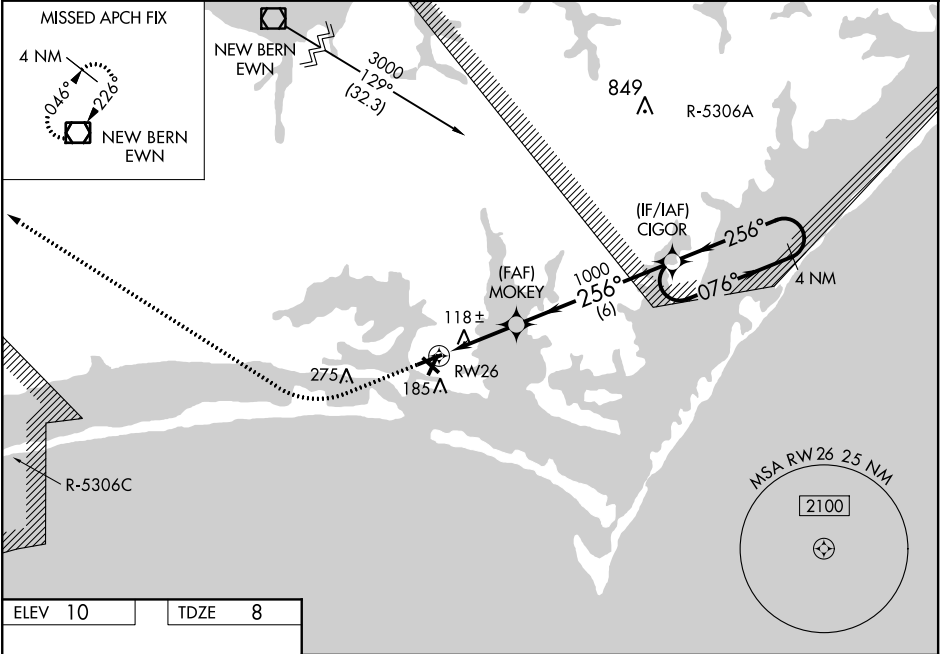 MISSED APCH FIX
4 NM
046°
226°
NEW BERN
EWN
NEW BERN
EWN
3000
129°
(32.3)
849
R-5306A
(IF/IAF)
CIGOR
256°
076°
4 NM
(FAF)
MOKEY
1000
256°
(6)
118±
RW26
275
185
R-5306C
MSA RW 26 25 NM
2100
ELEV 10
TDZE 8